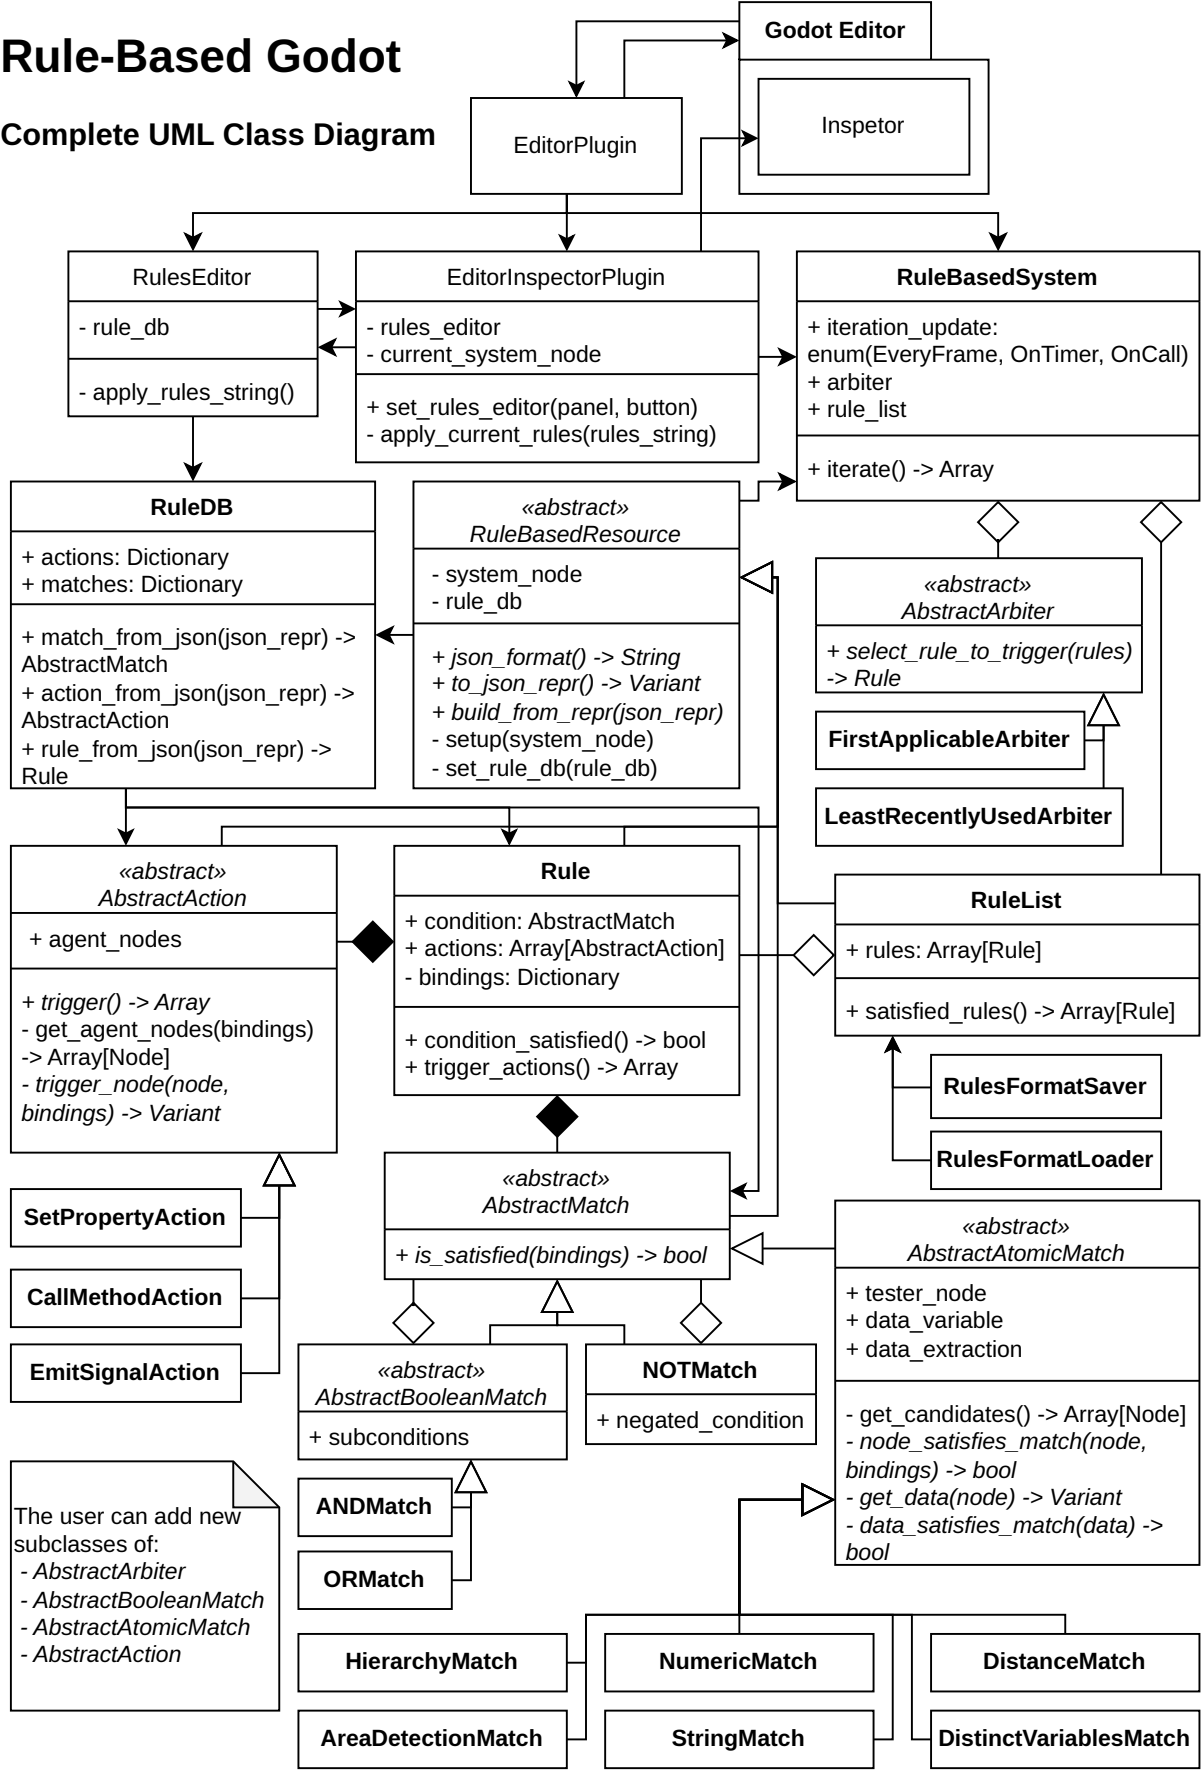 Rule-Based Godot
Complete UML Class Diagram
Godot Editor
Inspetor
EditorPlugin
RulesEditor
- rule_db
- apply_rules_string()
EditorInspectorPlugin
- rules_editor
- current_system_node
+ set_rules_editor(panel, button)
- apply_current_rules(rules_string)
RuleBasedSystem
+ iteration_update:
enum(EveryFrame, OnTimer, OnCall)
+ arbiter
+ rule_list
+ iterate() -> Array
RuleDB
+ actions: Dictionary
+ matches: Dictionary
+ match_from_json(json_repr) ->
AbstractMatch
+ action_from_json(json_repr) ->
AbstractAction
+ rule_from_json(json_repr) ->
Rule
«abstract»
RuleBasedResource
- system_node
- rule_db
+ json_format() -> String
+ to_json_repr() -> Variant
+ build_from_repr(json_repr)
- setup(system_node)
- set_rule_db(rule_db)
«abstract»
AbstractArbiter
+ select_rule_to_trigger(rules)
-> Rule
FirstApplicableArbiter
LeastRecentlyUsedArbiter
«abstract»
AbstractAction
+ agent_nodes
+ trigger() -> Array
- get_agent_nodes(bindings)
-> Array[Node]
- trigger_node(node,
bindings) -> Variant
Rule
+ condition: AbstractMatch
+ actions: Array[AbstractAction]
- bindings: Dictionary
+ condition_satisfied() -> bool
+ trigger_actions() -> Array
RuleList
+ rules: Array[Rule]
+ satisfied_rules() -> Array[Rule]
RulesFormatSaver
RulesFormatLoader
SetPropertyAction
CallMethodAction
EmitSignalAction
«abstract»
AbstractMatch
+ is_satisfied(bindings) -> bool
«abstract»
AbstractAtomicMatch
+ tester_node
+ data_variable
+ data_extraction
- get_candidates() -> Array[Node]
- node_satisfies_match(node,
bindings) -> bool
- get_data(node) -> Variant
- data_satisfies_match(data) ->
bool
«abstract»
AbstractBooleanMatch
+ subconditions
NOTMatch
+ negated_condition
ANDMatch
ORMatch
The user can add new
subclasses of:
- AbstractArbiter
- AbstractBooleanMatch
- AbstractAtomicMatch
- AbstractAction
HierarchyMatch
NumericMatch
DistanceMatch
AreaDetectionMatch
StringMatch
DistinctVariablesMatch